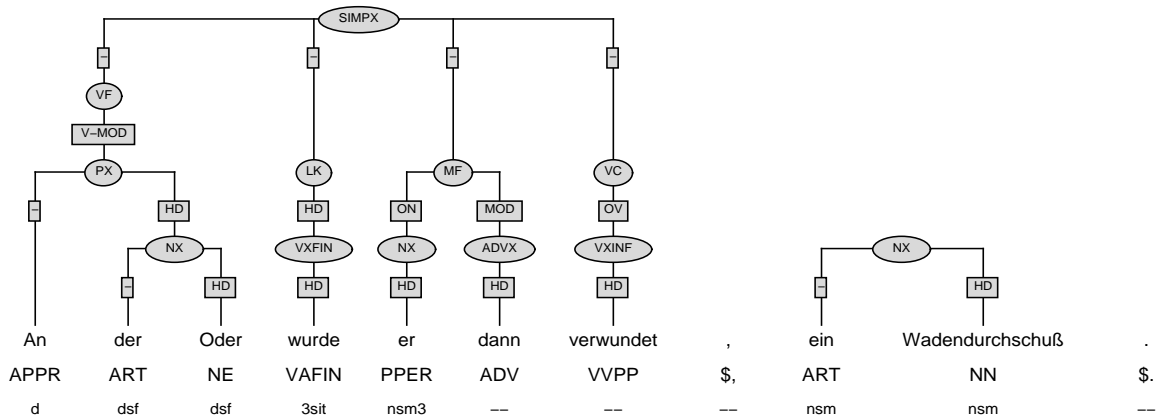 SIMPX
– – – –
VF
V–MOD
PX LK MF VC
– HD HD ON MOD OV
NX VXFIN NX ADVX VXINF NX
– HD HD HD HD HD – HD
An der Oder wurde er dann verwundet , ein Wadendurchschuß .
APPR ART NE VAFIN PPER ADV VVPP $, ART NN $.
d dsf dsf 3sit nsm3 –– –– –– nsm nsm ––